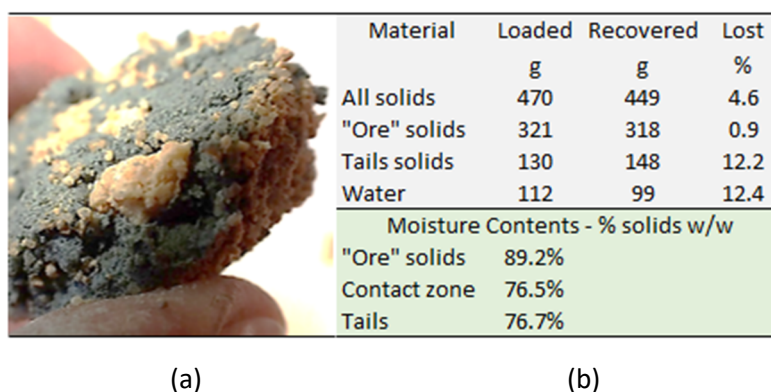 Material Loaded Recovered Lost
g g %
All solids 470 449 4.6
"Ore" solids 321 318 0.9
Tails solids 130 148 12.2
Water 112 99 12.4
Moisture Contents - % solids w/w
"Ore" solids 89.2%
Contact zone 76.5%
Tails 76.7%
(a) (b)